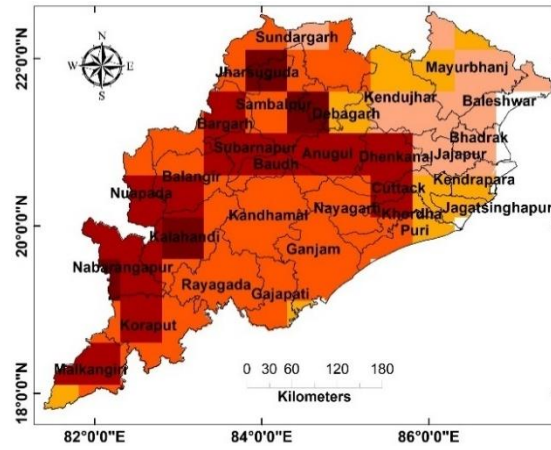 22°0'0"N
20°0'0"N
18°0'0"N
N
W
E
S
Sundargarh
Jharsuguda
Mayurbhanj
Sambalpur
Kendujhar
Debagarh
Baleshwar
Bargarh
Bhadrak
Subarnapur
Anugul
Dhenkanal
Jajapur
Baudh
Balangir
Kendrapara
Nuapada
Cuttack
Kandhamal
Nayagarh
Khordha
Jagatsinghapur
Puri
Kalahandi
Ganjam
Nabarangapur
Rayagada
Gajapati
Koraput
Malkangiri
0 30 60 120 180
Kilometers
82°0'0"E
84°0'0"E
86°0'0"E